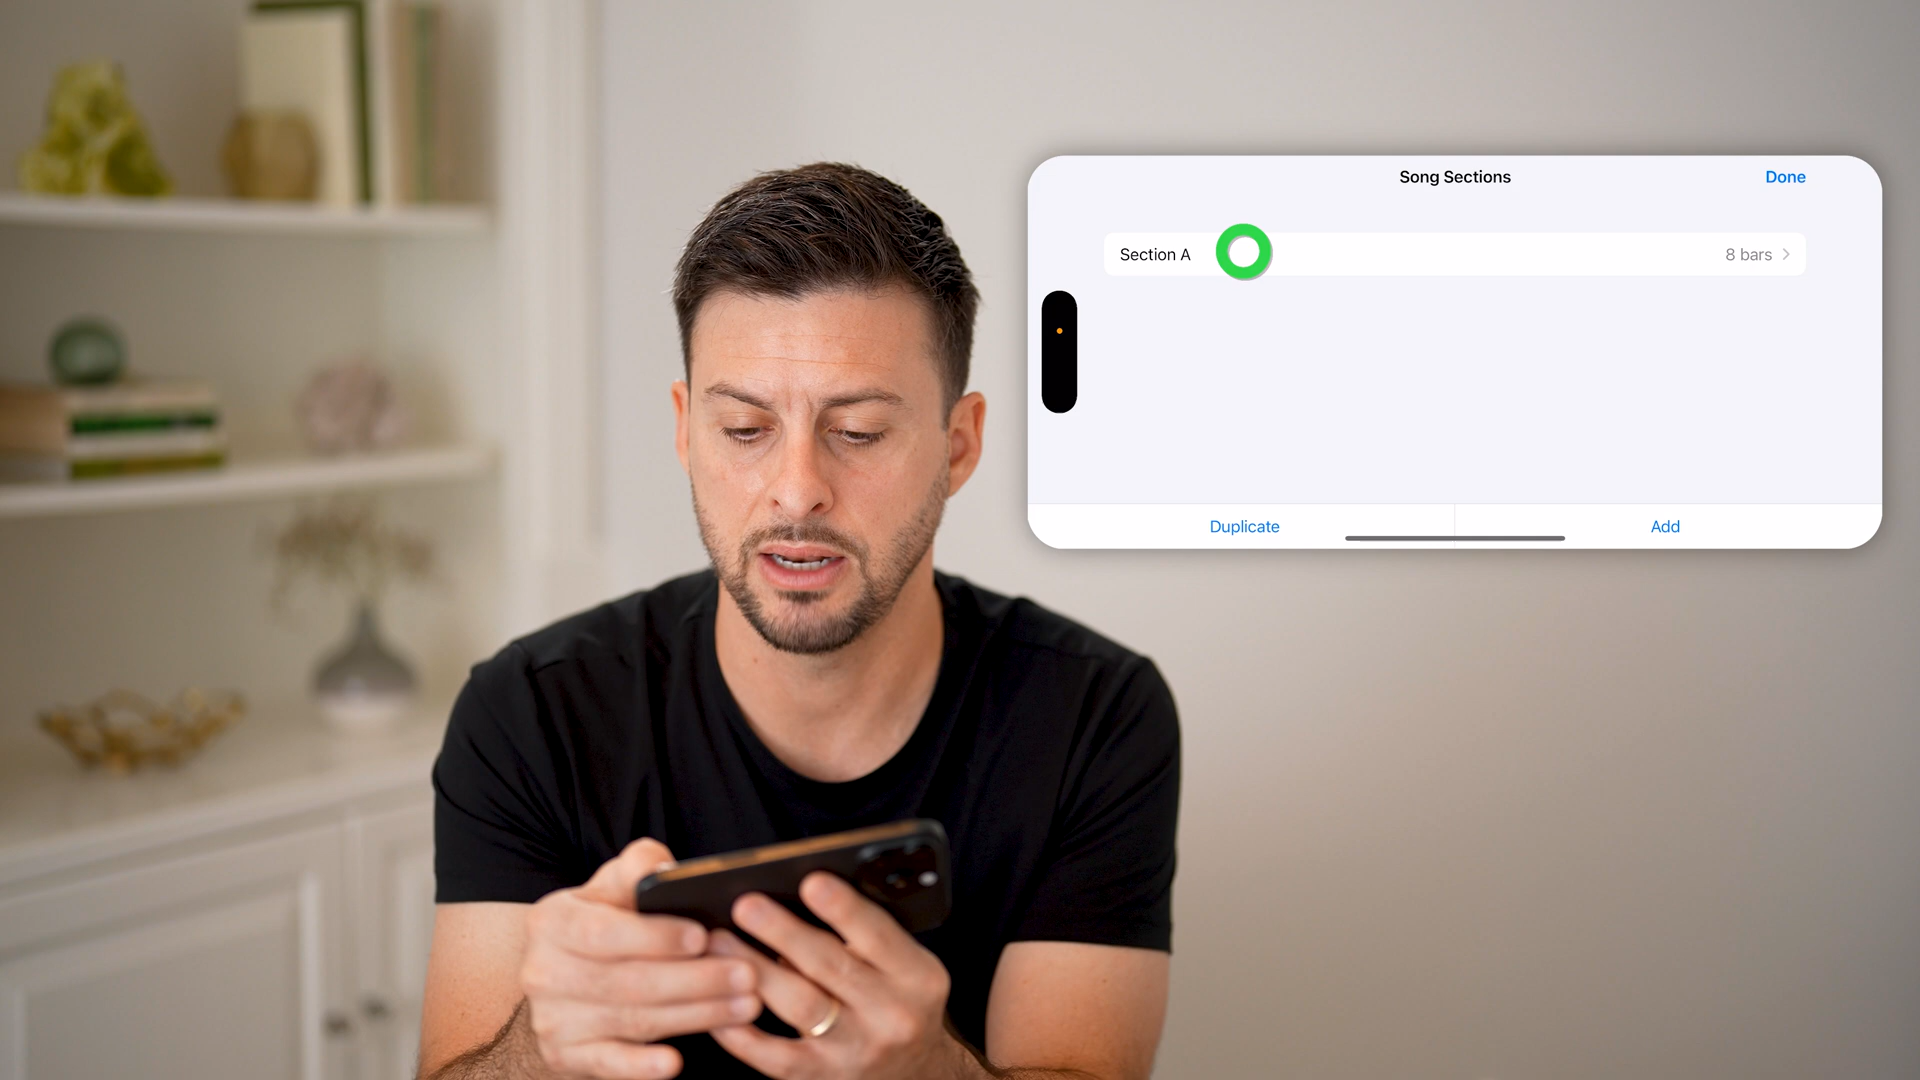 Song Sections
Done
Section A
8 bars
Duplicate
Add